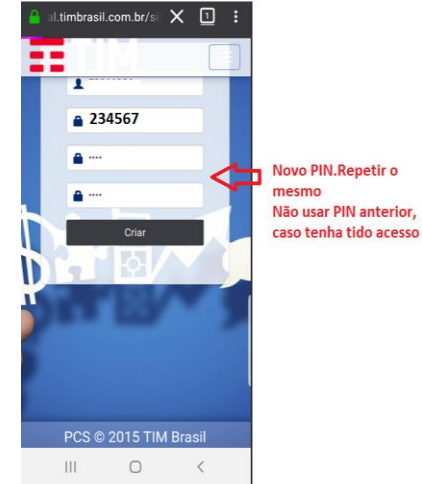 al.timbrasil.com.br/si
1
TIM
234567
....
....
Criar
Novo PIN.Repetir o
mesmo
Não usar PIN anterior,
caso tenha tido acesso
PCS © 2015 TIM Brasil